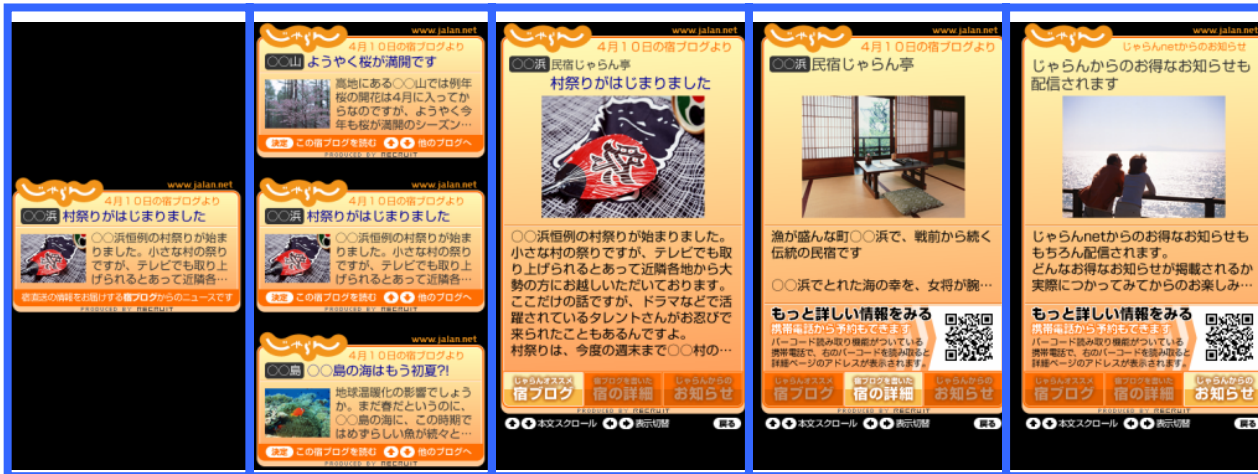 じゃらん
www.jalan.net
4月10日の宿ブログより
○○浜 村祭りがはじまりました
○○浜恒例の村祭りが始ま
りました。小さな村の祭り
ですが、テレビでも取り上
げられるとあって近隣各…
宿直送の情報をお届けする宿ブログからのニュースです
PRODUCED BY RECRUIT
じゃらん
www.jalan.net
4月10日の宿ブログより
○○山 ようやく桜が満開です
高地にある○○山では例年
桜の開花は4月に入ってか
らなのですが、ようやく今
年も桜が満開のシーズン…
決定 この宿ブログを読む 他のブログへ
PRODUCED BY RECRUIT
じゃらん
www.jalan.net
4月10日の宿ブログより
○○浜 村祭りがはじまりました
○○浜恒例の村祭りが始ま
りました。小さな村の祭り
ですが、テレビでも取り上
げられるとあって近隣各…
決定 この宿ブログを読む 他のブログへ
PRODUCED BY RECRUIT
じゃらん
www.jalan.net
4月10日の宿ブログより
○○島 ○○島の海はもう初夏?!
地球温暖化の影響でしょう
か。まだ春だというのに、
○○島の海に、この時期で
はめずらしい魚が続々と…
決定 この宿ブログを読む 他のブログへ
PRODUCED BY RECRUIT
じゃらん
www.jalan.net
4月10日の宿ブログより
○○浜 民宿じゃらん亭
村祭りがはじまりました
祭
○○浜恒例の村祭りが始まりました。
小さな村の祭りですが、テレビでも取
り上げられるとあって近隣各地から大
勢の方にお越しいただいております。
ここだけの話ですが、ドラマなどで活
躍されているタレントさんがお忍びで
来られたこともあるんですよ。
村祭りは、今度の週末まで○○村の…
じゃらんオススメ 宿ブログ
宿ブログを書いた 宿の詳細
じゃらんからの お知らせ
PRODUCED BY RECRUIT
本文スクロール 表示切替 戻る
じゃらん
www.jalan.net
4月10日の宿ブログより
○○浜 民宿じゃらん亭
漁が盛んな町○○浜で、戦前から続く
伝統の民宿です
○○浜でとれた海の幸を、女将が腕…
もっと詳しい情報をみる
携帯電話から予約もできます
バーコード読み取り機能がついている
携帯電話で、右のバーコードを読み取ると
詳細ページのアドレスが表示されます。
じゃらんオススメ 宿ブログ
宿ブログを書いた 宿の詳細
じゃらんからの お知らせ
PRODUCED BY RECRUIT
本文スクロール 表示切替 戻る
じゃらん
www.jalan.net
じゃらんnetからのお知らせ
じゃらんからのお得なお知らせも
配信されます
じゃらんnetからのお得なお知らせも
もちろん配信されます。
どんなお得なお知らせが掲載されるか
実際につかってみてからのお楽しみ…
もっと詳しい情報をみる
携帯電話から予約もできます
バーコード読み取り機能がついている
携帯電話で、右のバーコードを読み取ると
詳細ページのアドレスが表示されます。
じゃらんオススメ 宿ブログ
宿ブログを書いた 宿の詳細
じゃらんからの お知らせ
PRODUCED BY RECRUIT
本文スクロール 表示切替 戻る